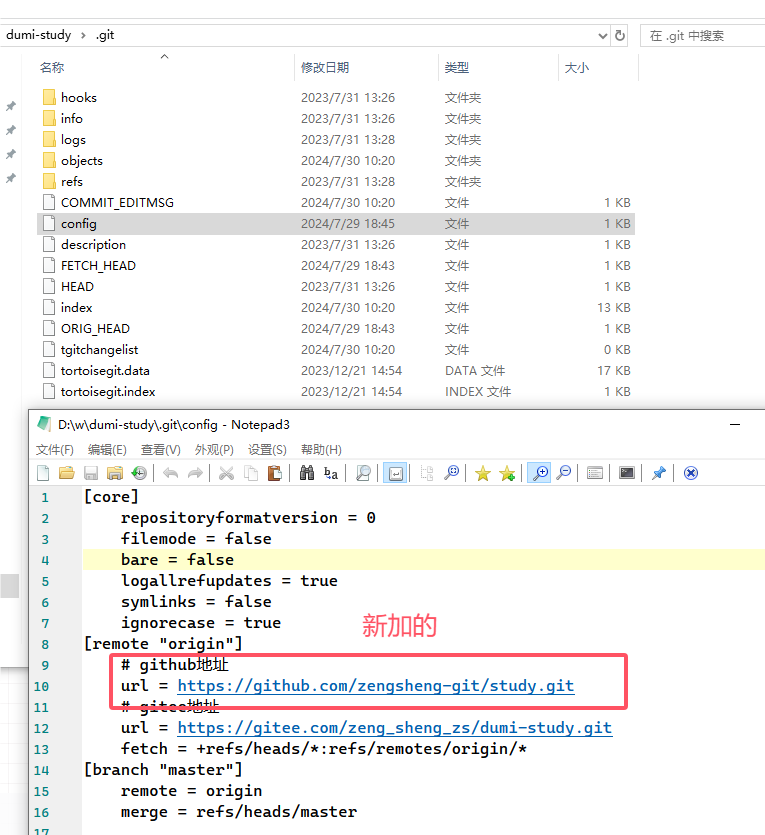 dumi-study › .git
在 .git 中搜索
名称 修改日期 类型 大小
hooks 2023/7/31 13:26 文件夹
info 2023/7/31 13:26 文件夹
logs 2023/7/31 13:28 文件夹
objects 2024/7/30 10:20 文件夹
refs 2023/7/31 13:28 文件夹
COMMIT_EDITMSG 2024/7/30 10:20 文件 1 KB
config 2024/7/29 18:45 文件 1 KB
description 2023/7/31 13:26 文件 1 KB
FETCH_HEAD 2024/7/29 18:43 文件 1 KB
HEAD 2023/7/31 13:26 文件 1 KB
index 2024/7/30 10:20 文件 13 KB
ORIG_HEAD 2024/7/29 18:43 文件 1 KB
tgitchangelist 2024/7/30 10:20 文件 0 KB
tortoisegit.data 2023/12/21 14:54 DATA 文件 17 KB
tortoisegit.index 2023/12/21 14:54 INDEX 文件 2 KB
D:\w\dumi-study\.git\config - Notepad3
文件(F) 编辑(E) 查看(V) 外观(P) 设置(S) 帮助(H)
1 [core]
2 repositoryformatversion = 0
3 filemode = false
4 bare = false
5 logallrefupdates = true
6 symlinks = false
7 ignorecase = true
新加的
8 [remote "origin"]
9 # github地址
10 url = https://github.com/zengsheng-git/study.git
11 # gitee地址
12 url = https://gitee.com/zeng_sheng_zs/dumi-study.git
13 fetch = +refs/heads/*:refs/remotes/origin/*
14 [branch "master"]
15 remote = origin
16 merge = refs/heads/master
17